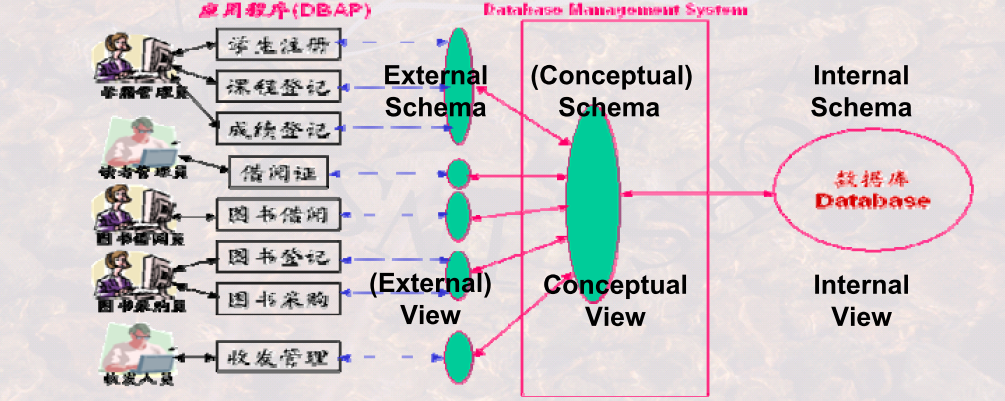 应用程序(DBAP)
Database Management System
学生注册
课程登记
成绩登记
学籍管理员
借阅证
读者管理员
图书借阅
图书借阅员
图书登记
图书采购
图书采购员
收发管理
收发人员
External
Schema
(External)
View
(Conceptual)
Schema
Conceptual
View
Internal
Schema
数据库
Database
Internal
View